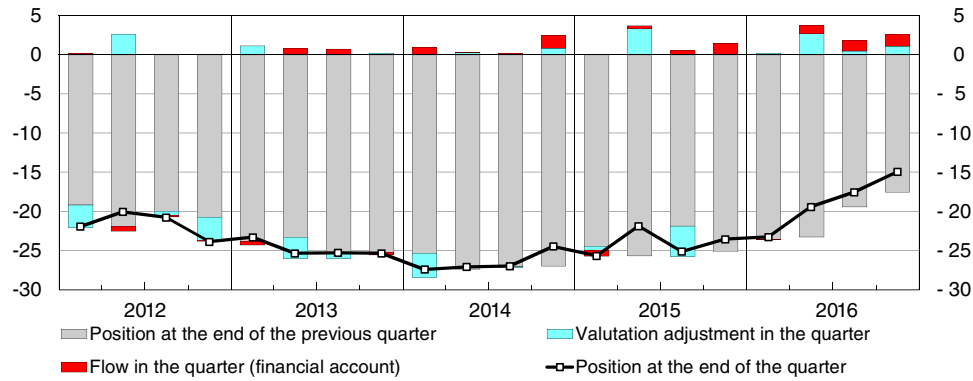 5 5
0 0
-5 - 5
-10 - 10
-15 - 15
-20 - 20
-25 - 25
-30 - 30
2012 2013 2014 2015 2016
Position at the end of the previous quarter Valutation adjustment in the quarter
Flow in the quarter (financial account) Position at the end of the quarter